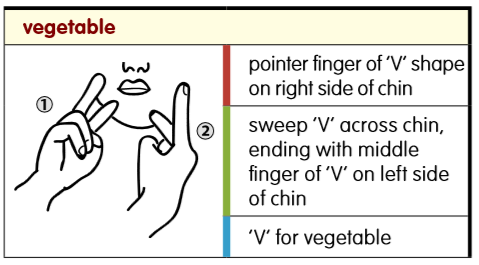 vegetable
①
②
pointer finger of 'V' shape
on right side of chin
sweep 'V' across chin,
ending with middle
finger of 'V' on left side
of chin
'V' for vegetable